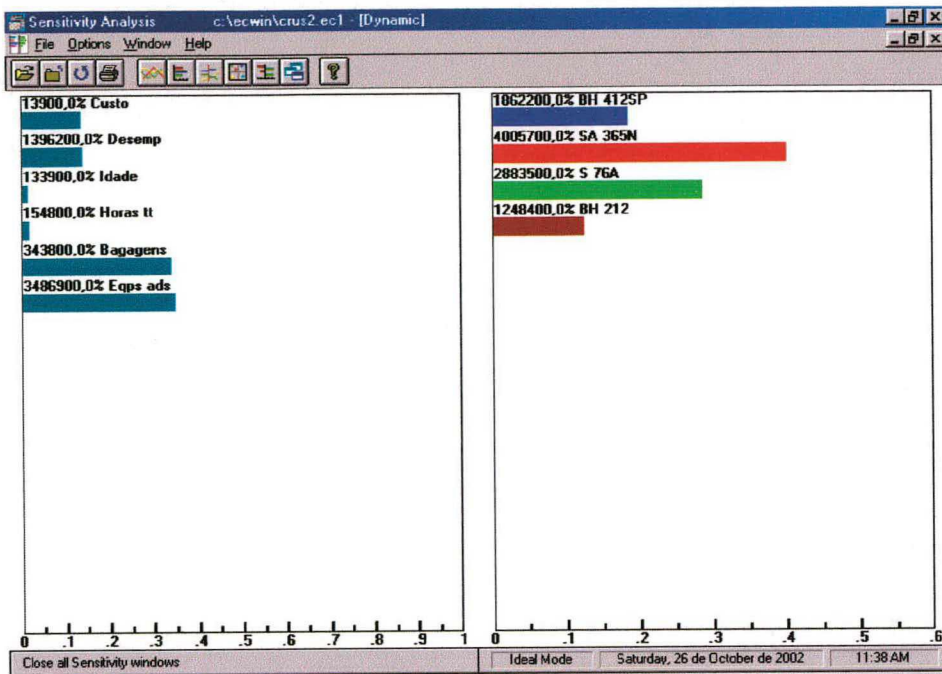 Sensitivity Analysis c:\ecwin\crus2.ec1 - [Dynamic]
File Options Window Help
13900,0% Custo
1396200,0% Desemp
133900,0% Idade
154800,0% Horas tt
343800,0% Bagagens
3486900,0% Eqps ads
0 .1 .2 .3 .4 .5 .6 .7 .8 .9 1
1862200,0% BH 412SP
4005700,0% SA 365N
2883500,0% S 76A
1248400,0% BH 212
0 .1 .2 .3 .4 .5 .6
Close all Sensitivity windows Ideal Mode Saturday, 26 de October de 2002 11:38 AM